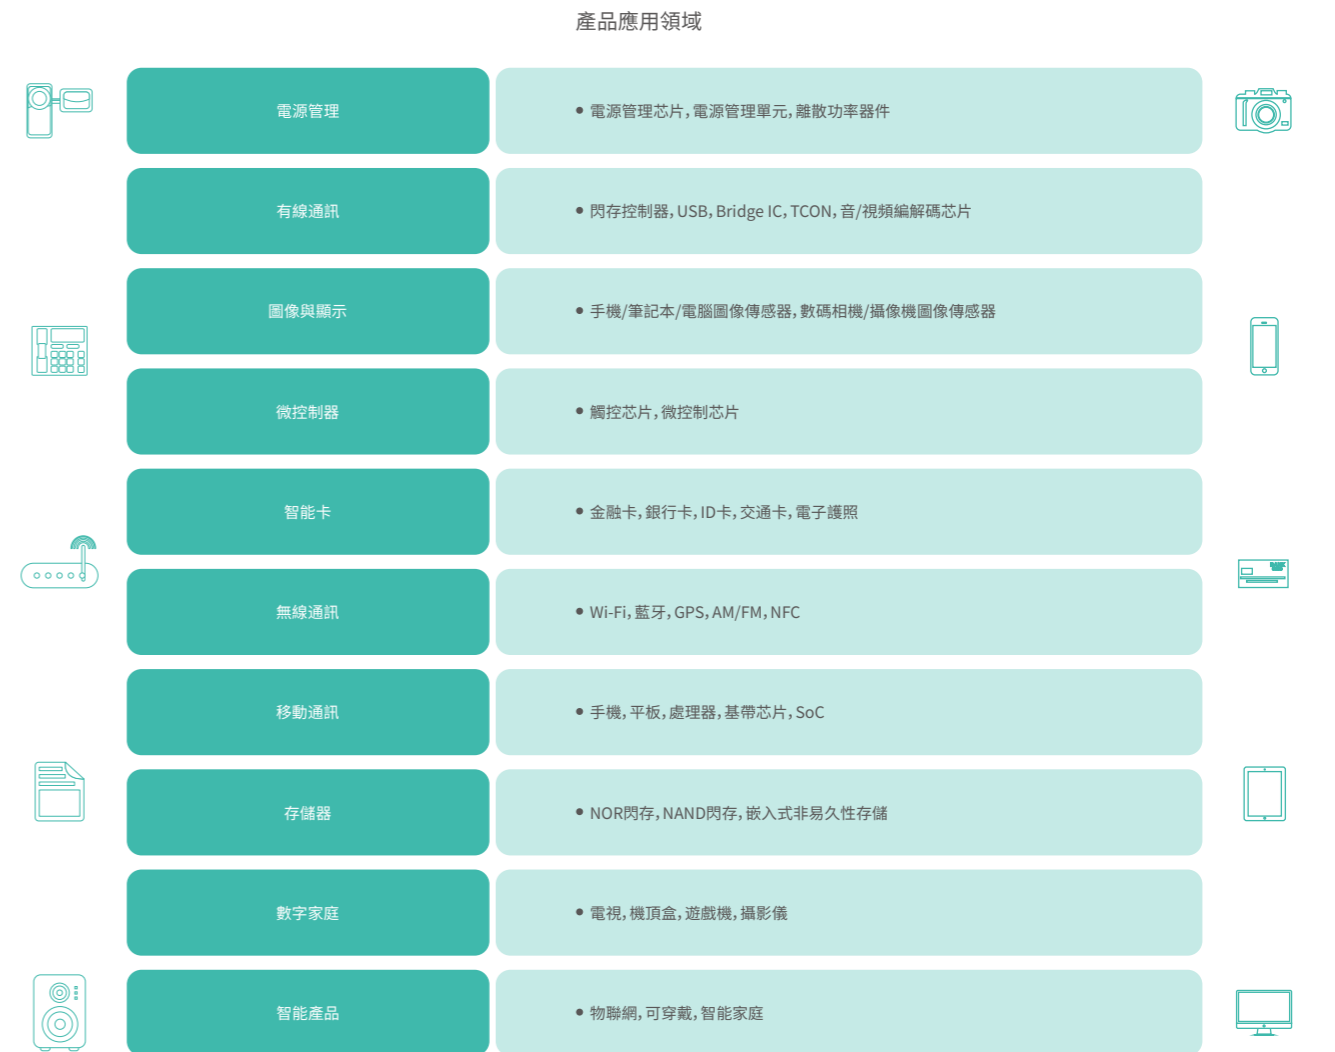 產品應用領域
電源管理
• 電源管理芯片, 電源管理單元, 離散功率器件
有線通訊
• 閃存控制器, USB, Bridge IC, TCON, 音/視頻編解碼芯片
圖像與顯示
• 手機/筆記本/電腦圖像傳感器, 數碼相機/攝像機圖像傳感器
微控制器
• 觸控芯片, 微控制芯片
智能卡
• 金融卡, 銀行卡, ID卡, 交通卡, 電子護照
無線通訊
• Wi-Fi, 藍牙, GPS, AM/FM, NFC
移動通訊
• 手機, 平板, 處理器, 基帶芯片, SoC
存儲器
• NOR閃存, NAND閃存, 嵌入式非易久性存儲
數字家庭
• 電視, 機頂盒, 遊戲機, 攝影儀
智能產品
• 物聯網, 可穿戴, 智能家庭